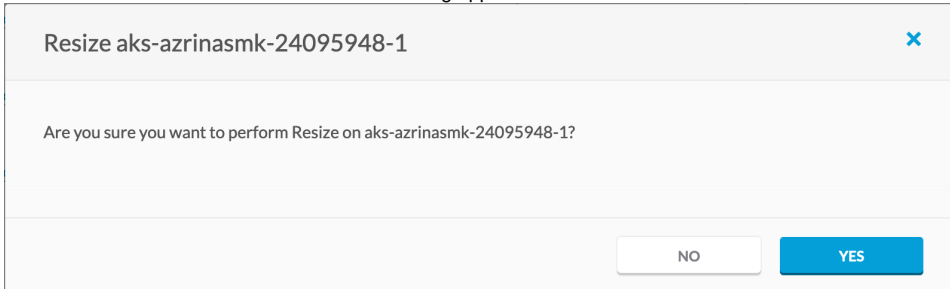 Resize aks-azrinasmk-24095948-1
Are you sure you want to perform Resize on aks-azrinasmk-24095948-1?
NO
YES